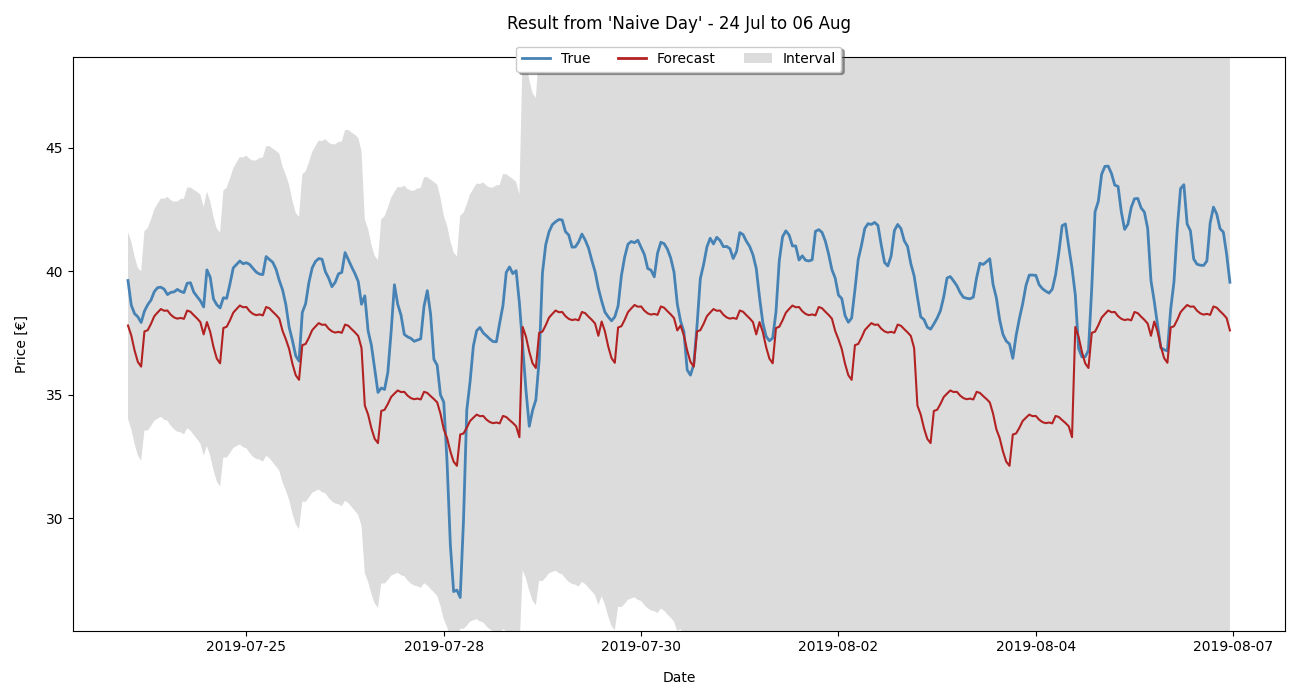 Result from 'Naive Day' - 24 Jul to 06 Aug
True Forecast Interval
Price [€]
45
40
35
30
2019-07-25 2019-07-28 2019-07-30 2019-08-02 2019-08-04 2019-08-07
Date